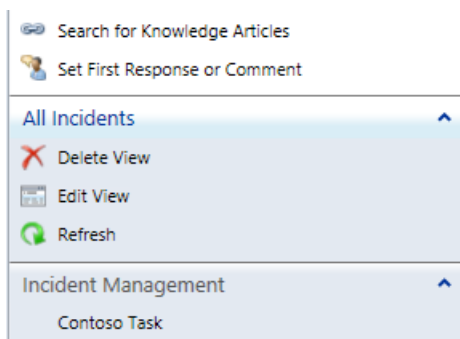 Search for Knowledge Articles
Set First Response or Comment
All Incidents
Delete View
Edit View
Refresh
Incident Management
Contoso Task